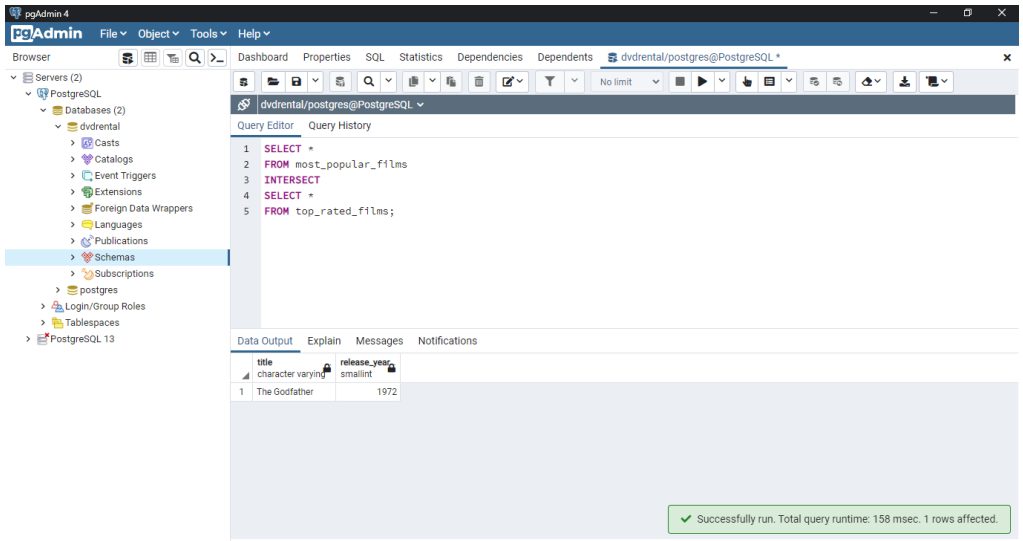 pgAdmin 4
pgAdmin File Object Tools Help
Browser
Dashboard Properties SQL Statistics Dependencies Dependents dvdrental/postgres@PostgreSQL *
Servers (2)
PostgreSQL
Databases (2)
dvdrental
Casts
Catalogs
Event Triggers
Extensions
Foreign Data Wrappers
Languages
Publications
Schemas
Subscriptions
postgres
Login/Group Roles
Tablespaces
PostgreSQL 13
No limit
dvdrental/postgres@PostgreSQL
Query Editor Query History
1 SELECT *
2 FROM most_popular_films
3 INTERSECT
4 SELECT *
5 FROM top_rated_films;
Data Output Explain Messages Notifications
title release_year
character varying smallint
1 The Godfather 1972
Successfully run. Total query runtime: 158 msec. 1 rows affected.